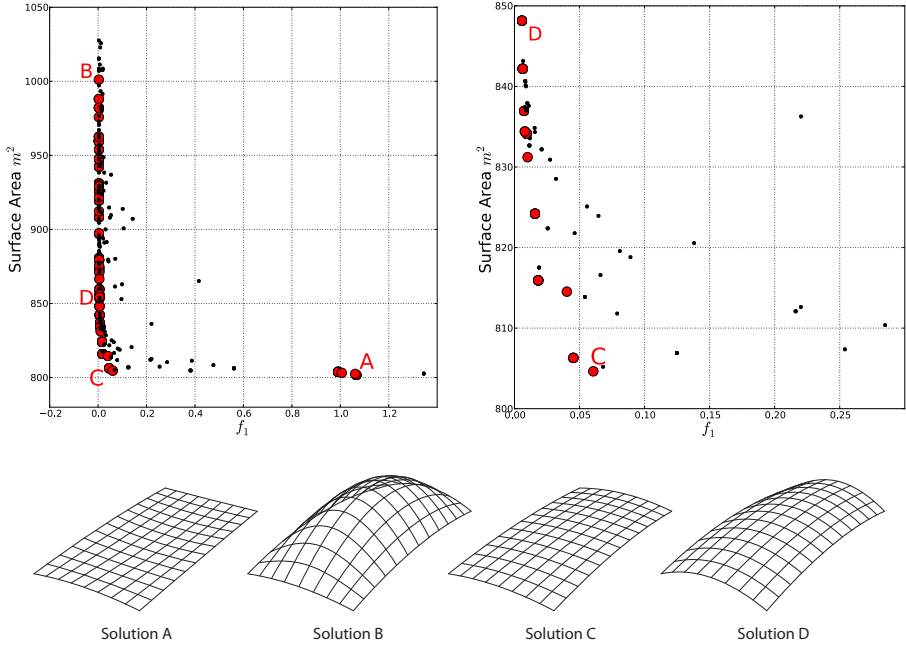 1050
1000
950
900
850
800
−0.2
0.0
0.2
0.4
0.6
0.8
1.0
1.2
Surface Area m²
f₁
B
D
C
A
850
840
830
820
810
800
0.00
0.05
0.10
0.15
0.20
0.25
Surface Area m²
f₁
D
C
Solution A
Solution B
Solution C
Solution D